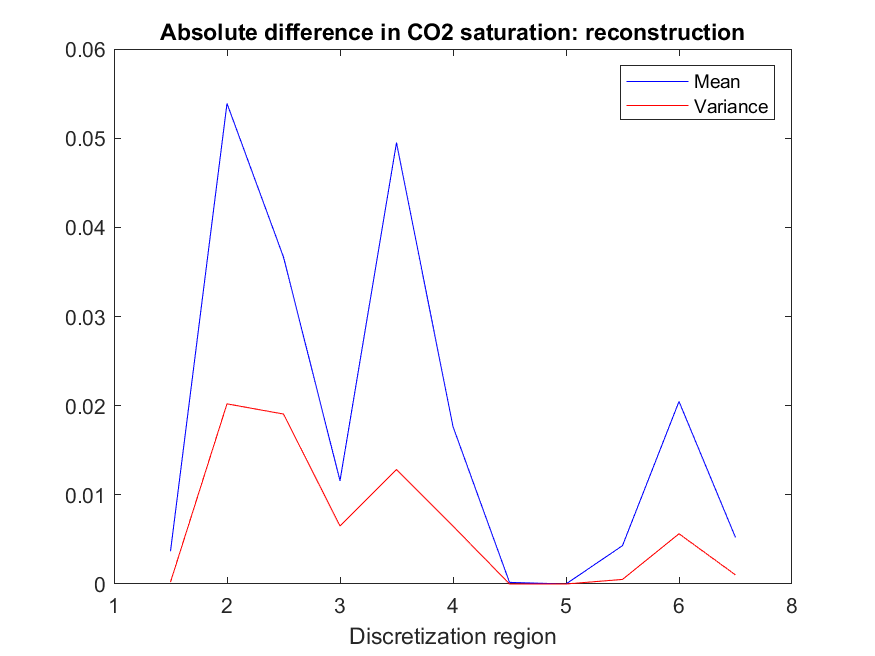 Absolute difference in CO2 saturation: reconstruction
0.06
0.05
0.04
0.03
0.02
0.01
0
Mean
Variance
1 2 3 4 5 6 8
Discretization region